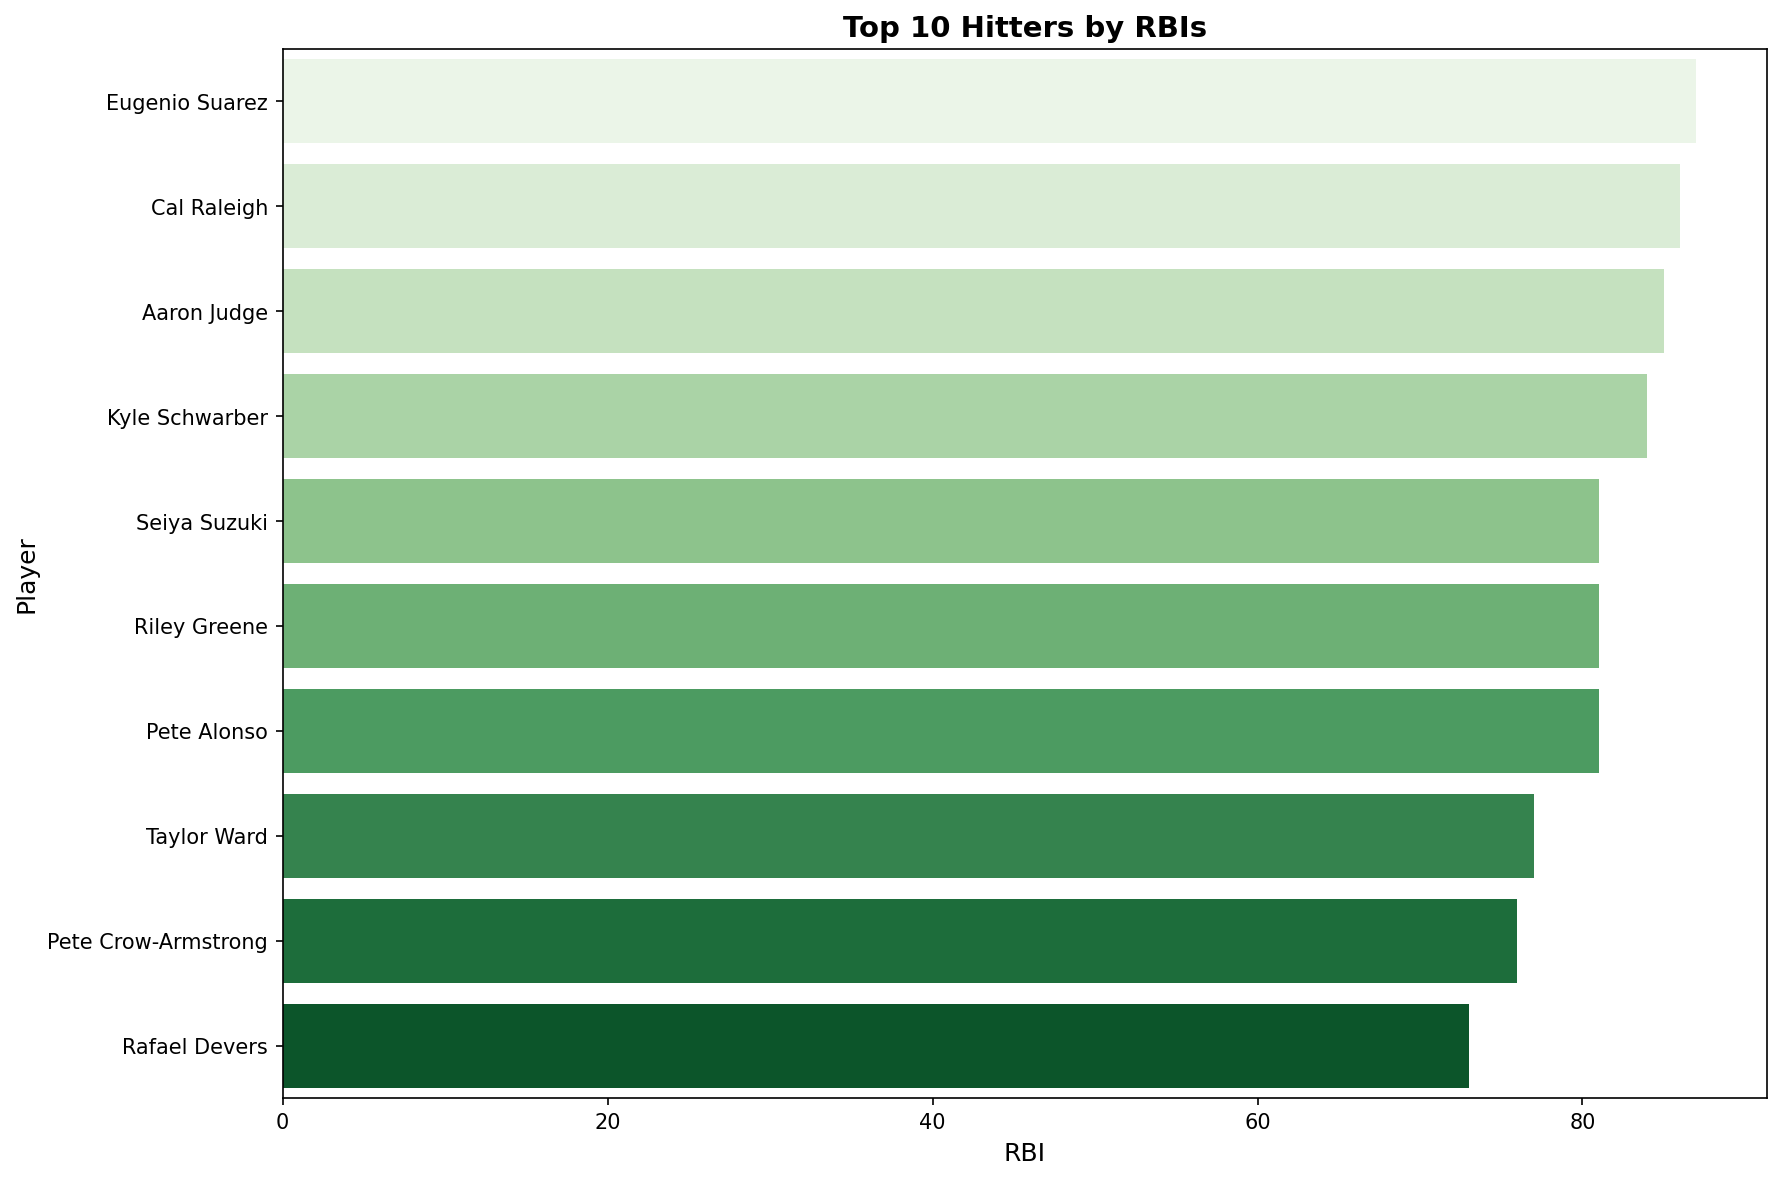 Top 10 Hitters by RBIs
Player
Eugenio Suarez
Cal Raleigh
Aaron Judge
Kyle Schwarber
Seiya Suzuki
Riley Greene
Pete Alonso
Taylor Ward
Pete Crow-Armstrong
Rafael Devers
0 20 40 60 80
RBI